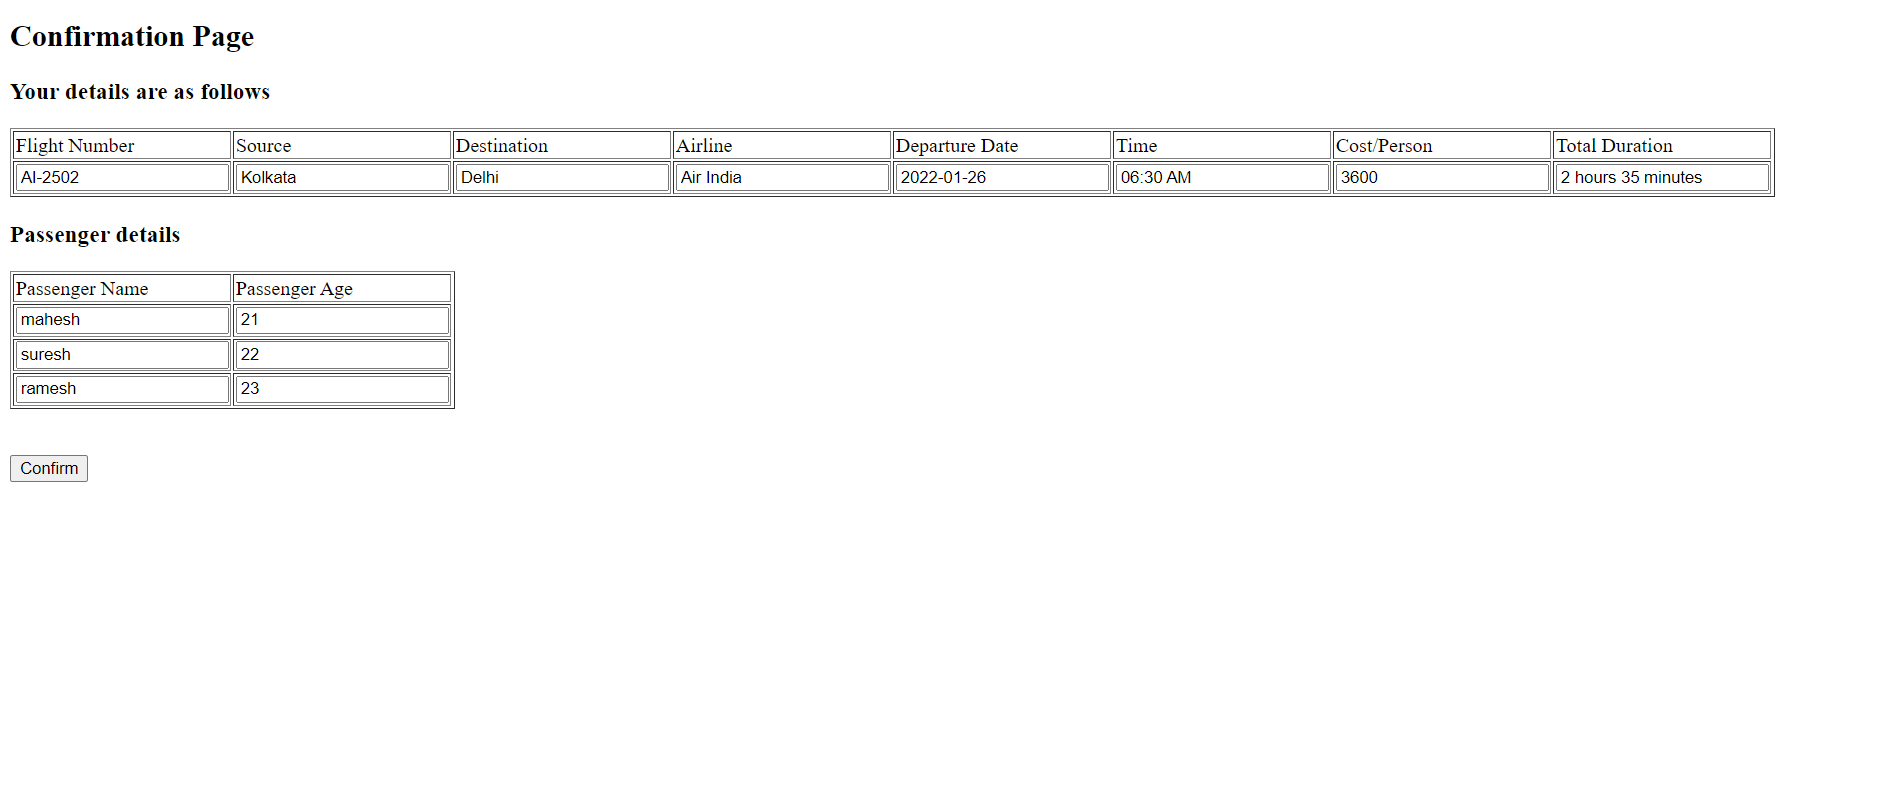 Confirmation Page
Your details are as follows
Flight Number Source Destination Airline Departure Date Time Cost/Person Total Duration
AI-2502 Kolkata Delhi Air India 2022-01-26 06:30 AM 3600 2 hours 35 minutes
Passenger details
Passenger Name Passenger Age
mahesh 21
suresh 22
ramesh 23
Confirm